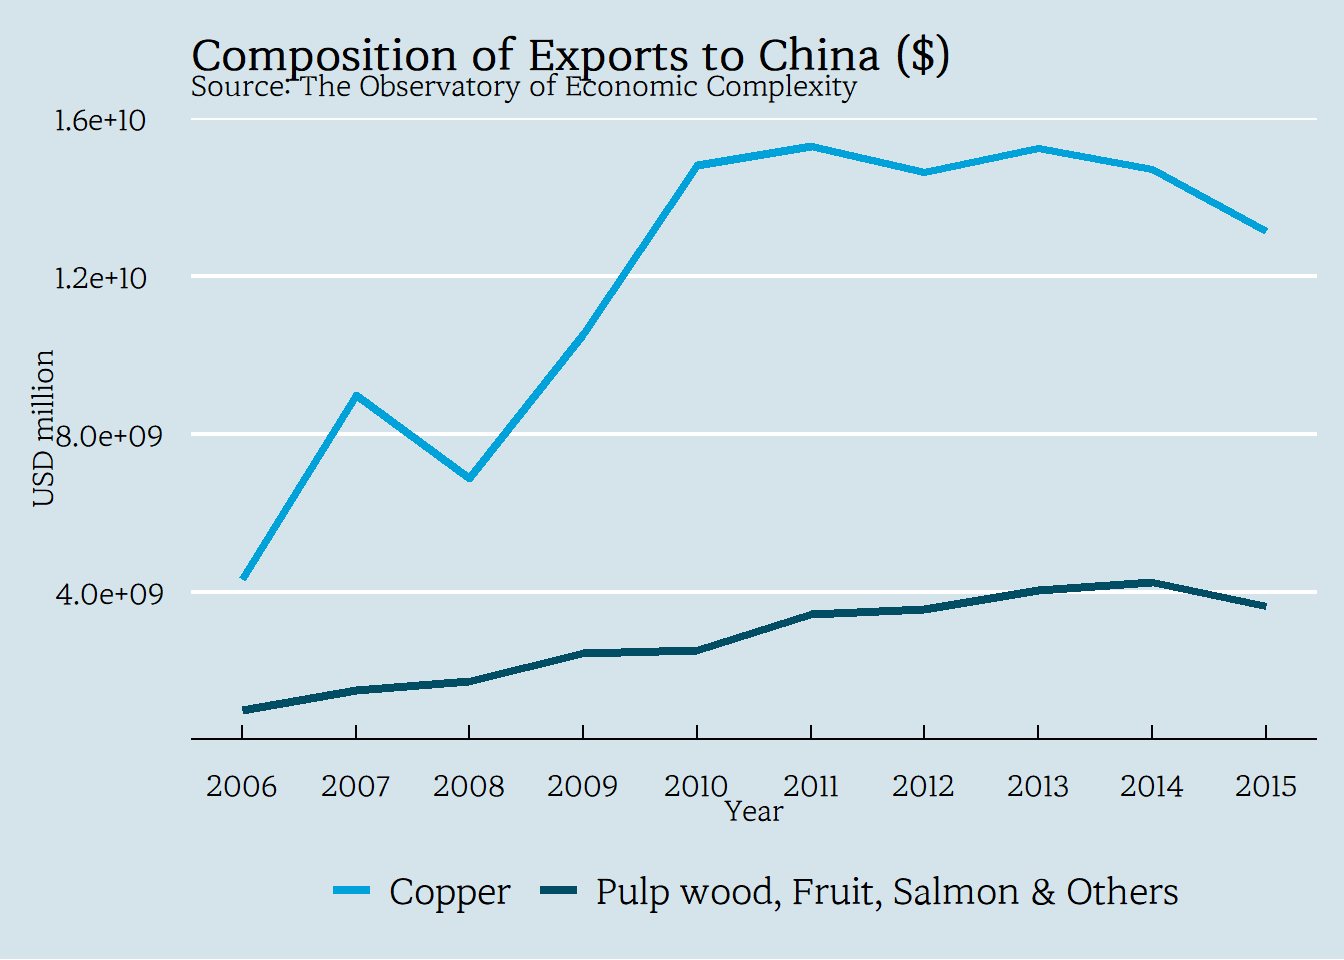 Composition of Exports to China ($)
Source: The Observatory of Economic Complexity
1.6e+10
1.2e+10
8.0e+09
4.0e+09
USD million
2006 2007 2008 2009 2010 2011 2012 2013 2014 2015
Year
Copper Pulp wood, Fruit, Salmon & Others